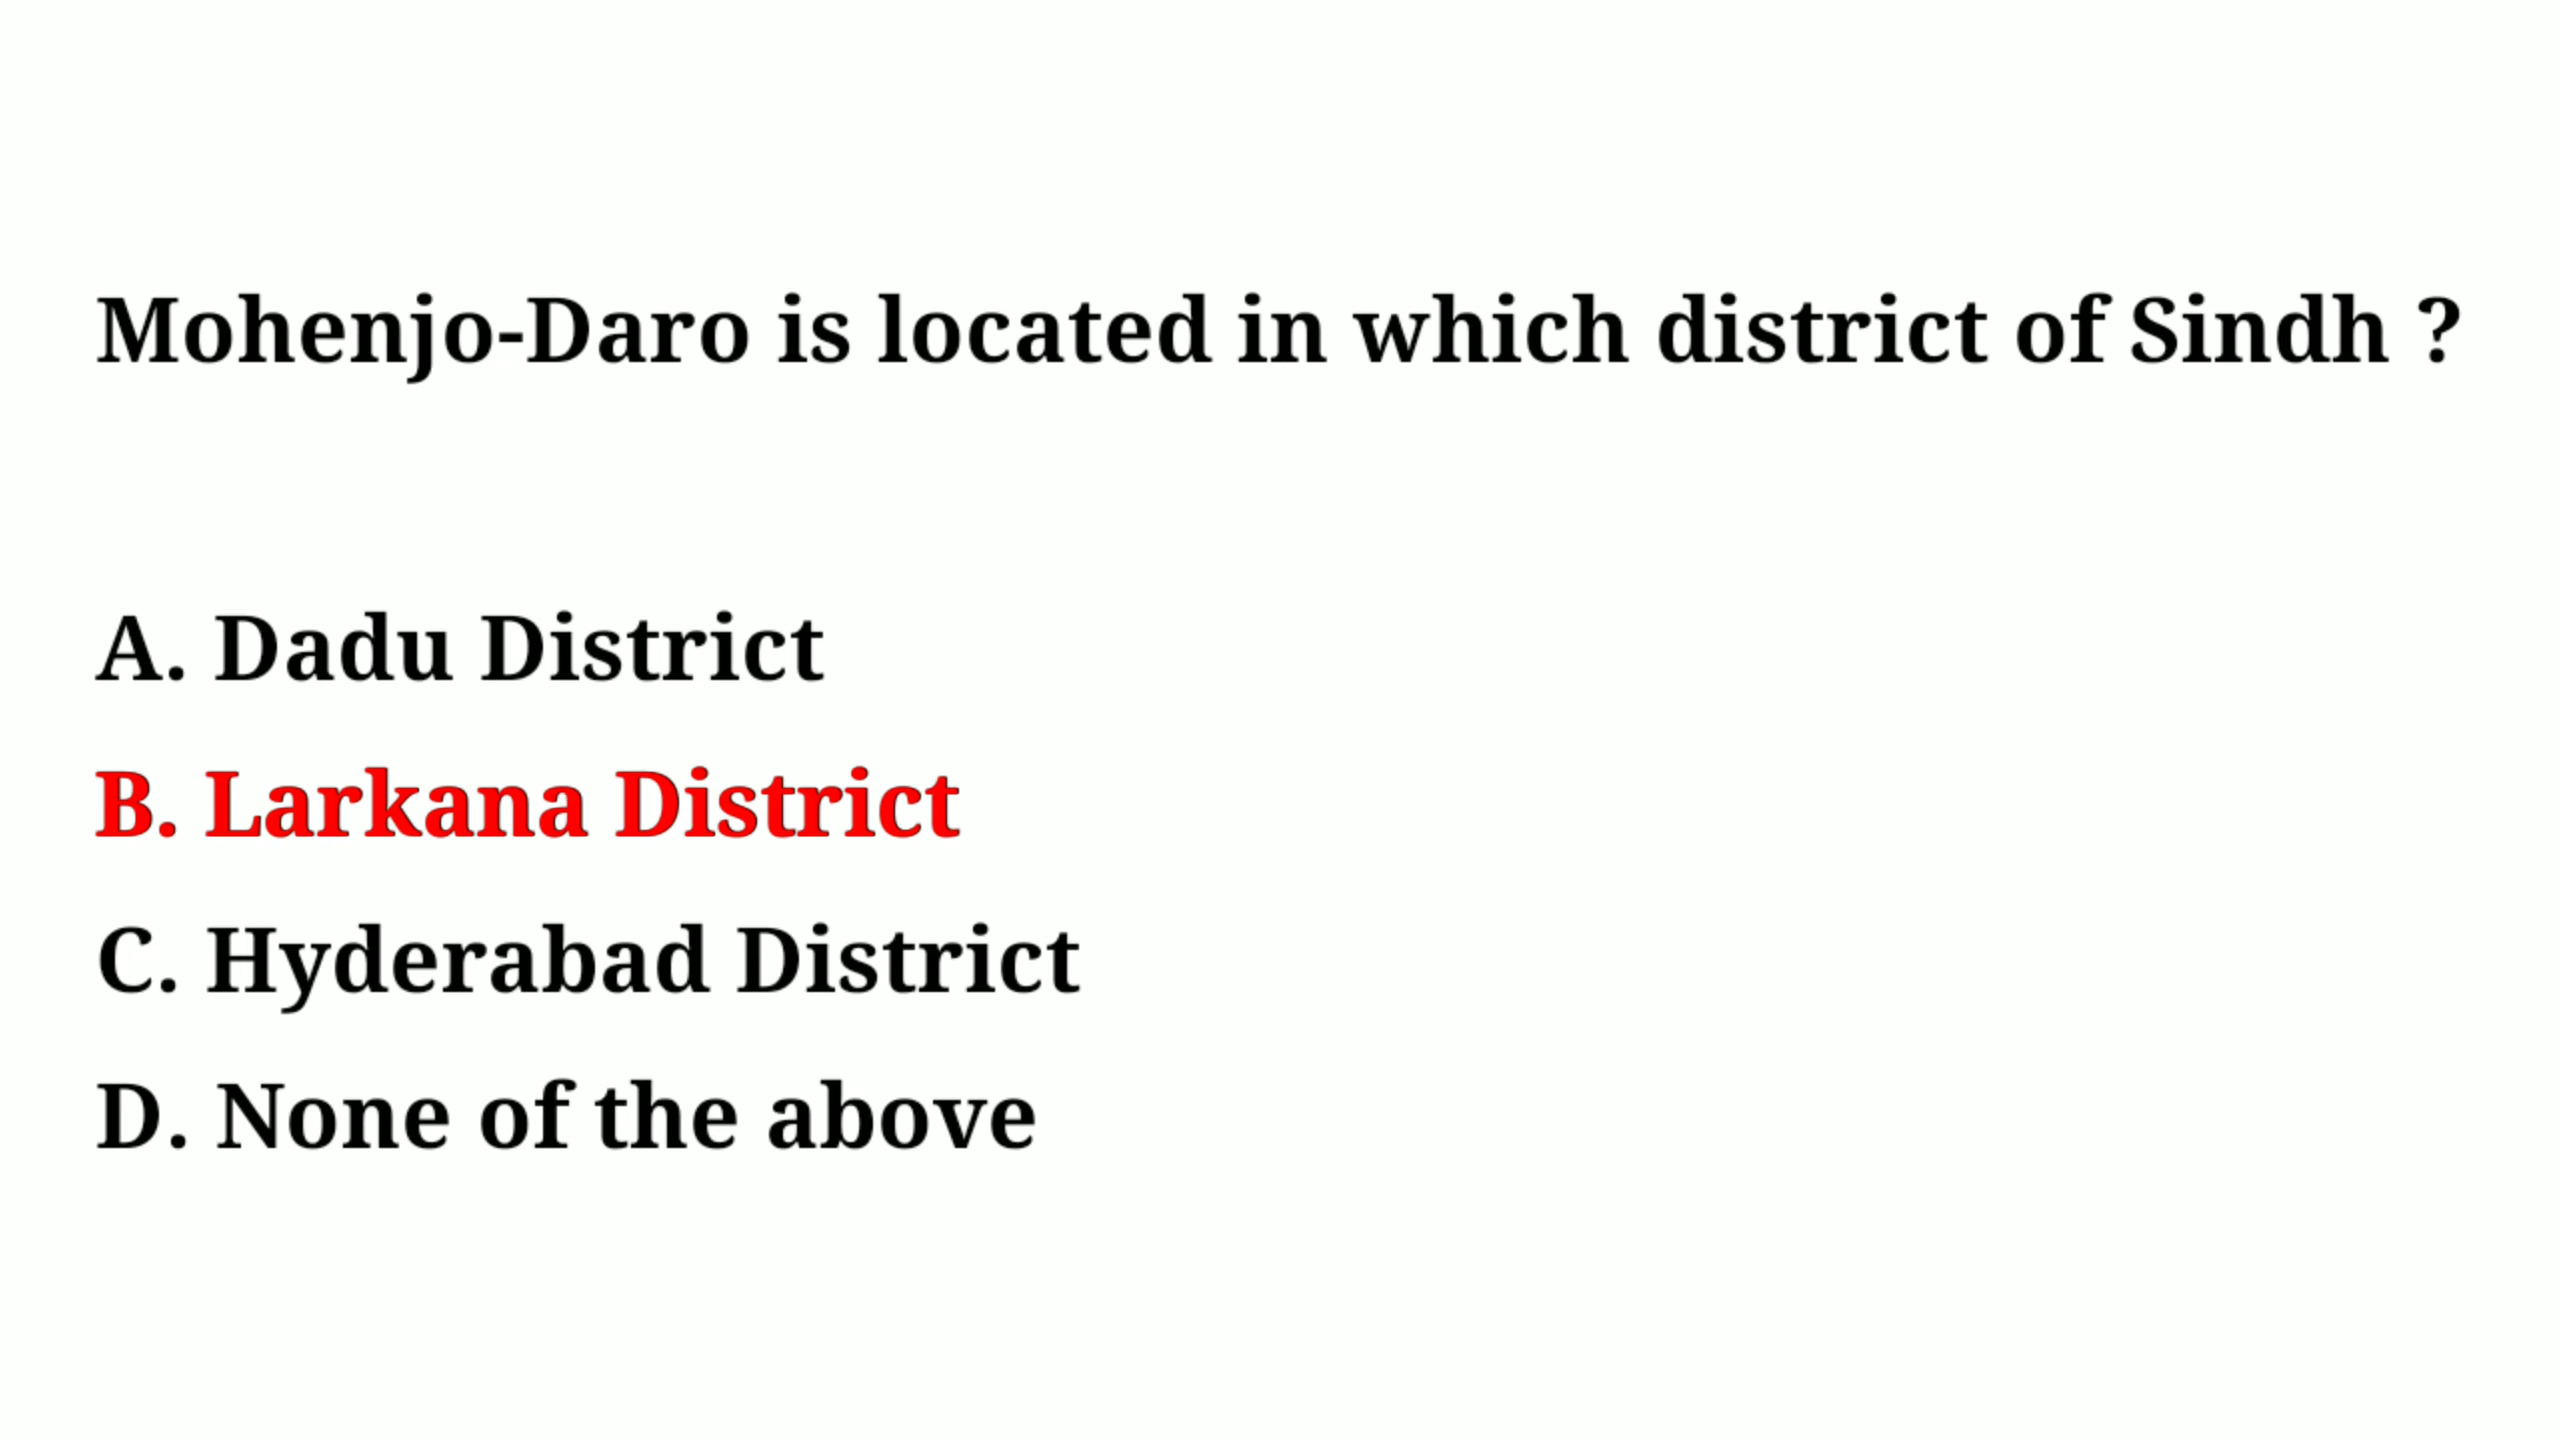 Mohenjo-Daro is located in which district of Sindh ?
A. Dadu District
B. Larkana District
C. Hyderabad District
D. None of the above